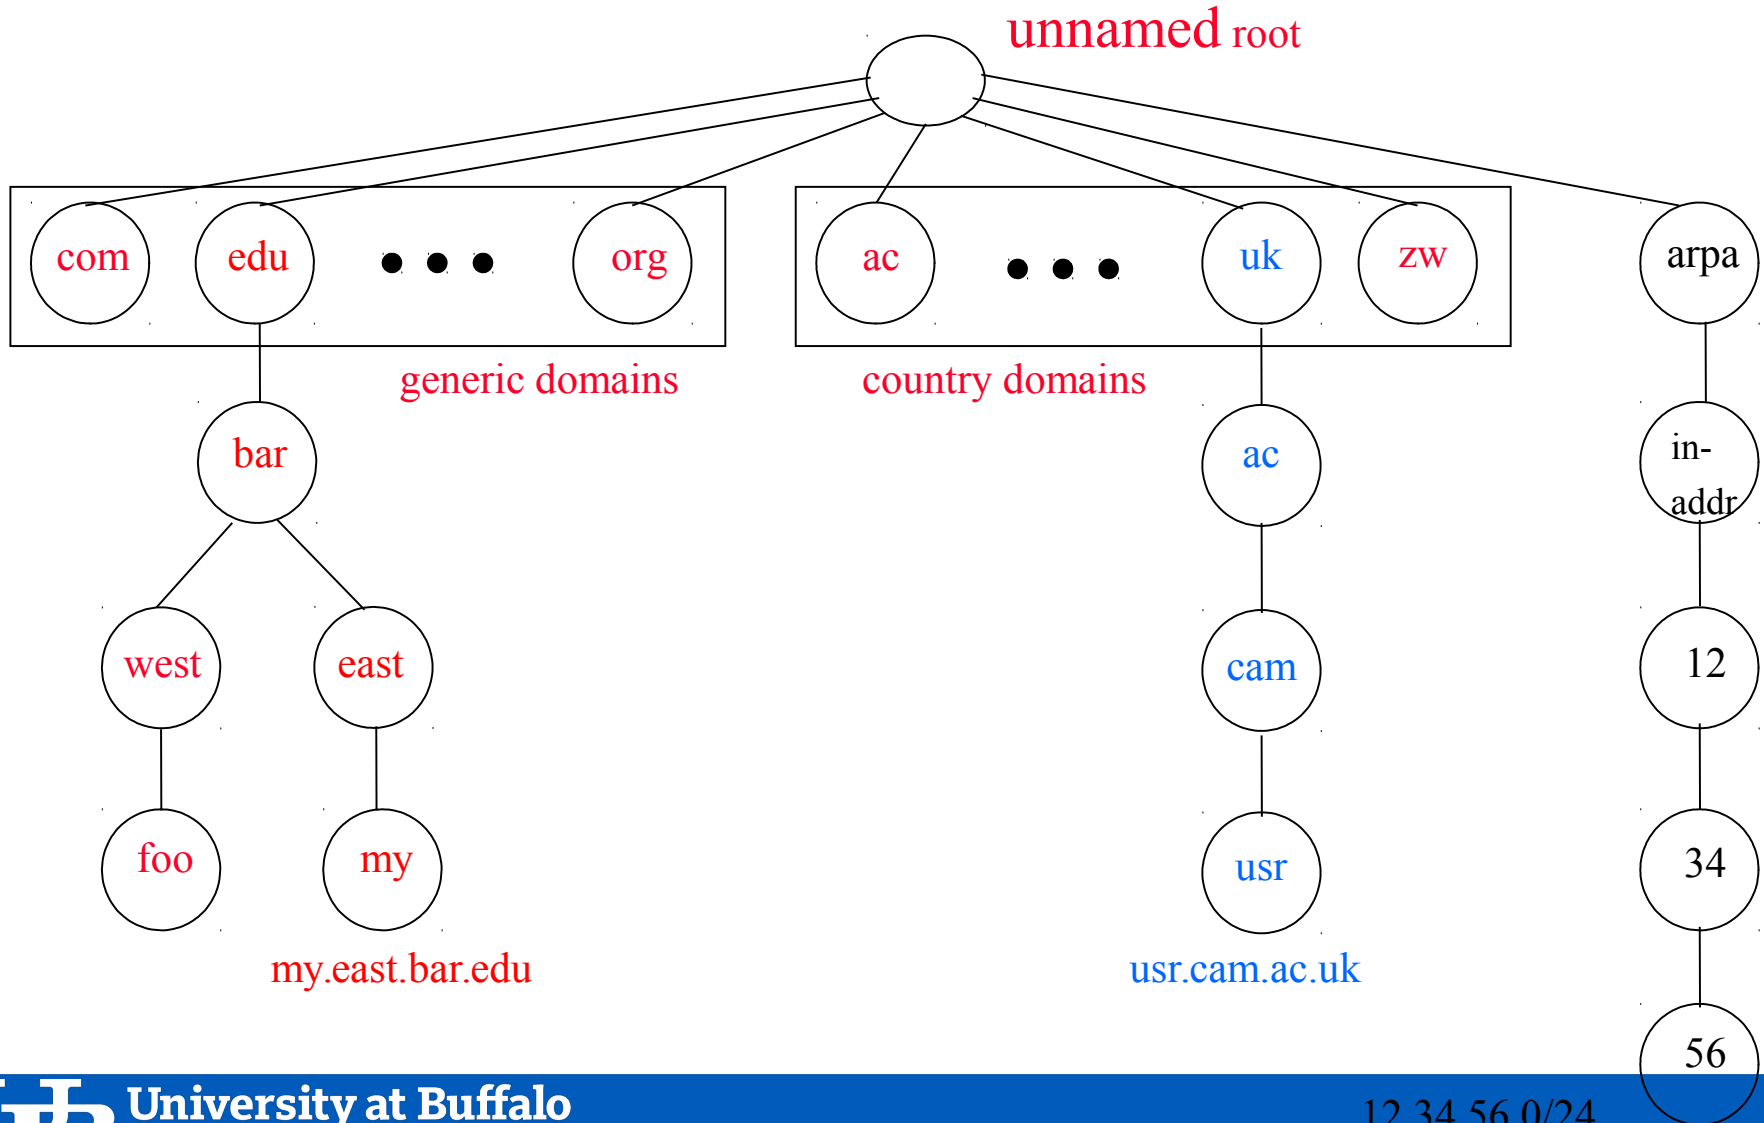 unnamed root
com edu org ac uk zw arpa
generic domains country domains
bar ac in-
addr
west east cam 12
foo my usr 34
my.east.bar.edu usr.cam.ac.uk
56
University at Buffalo
12.34.56.0/24